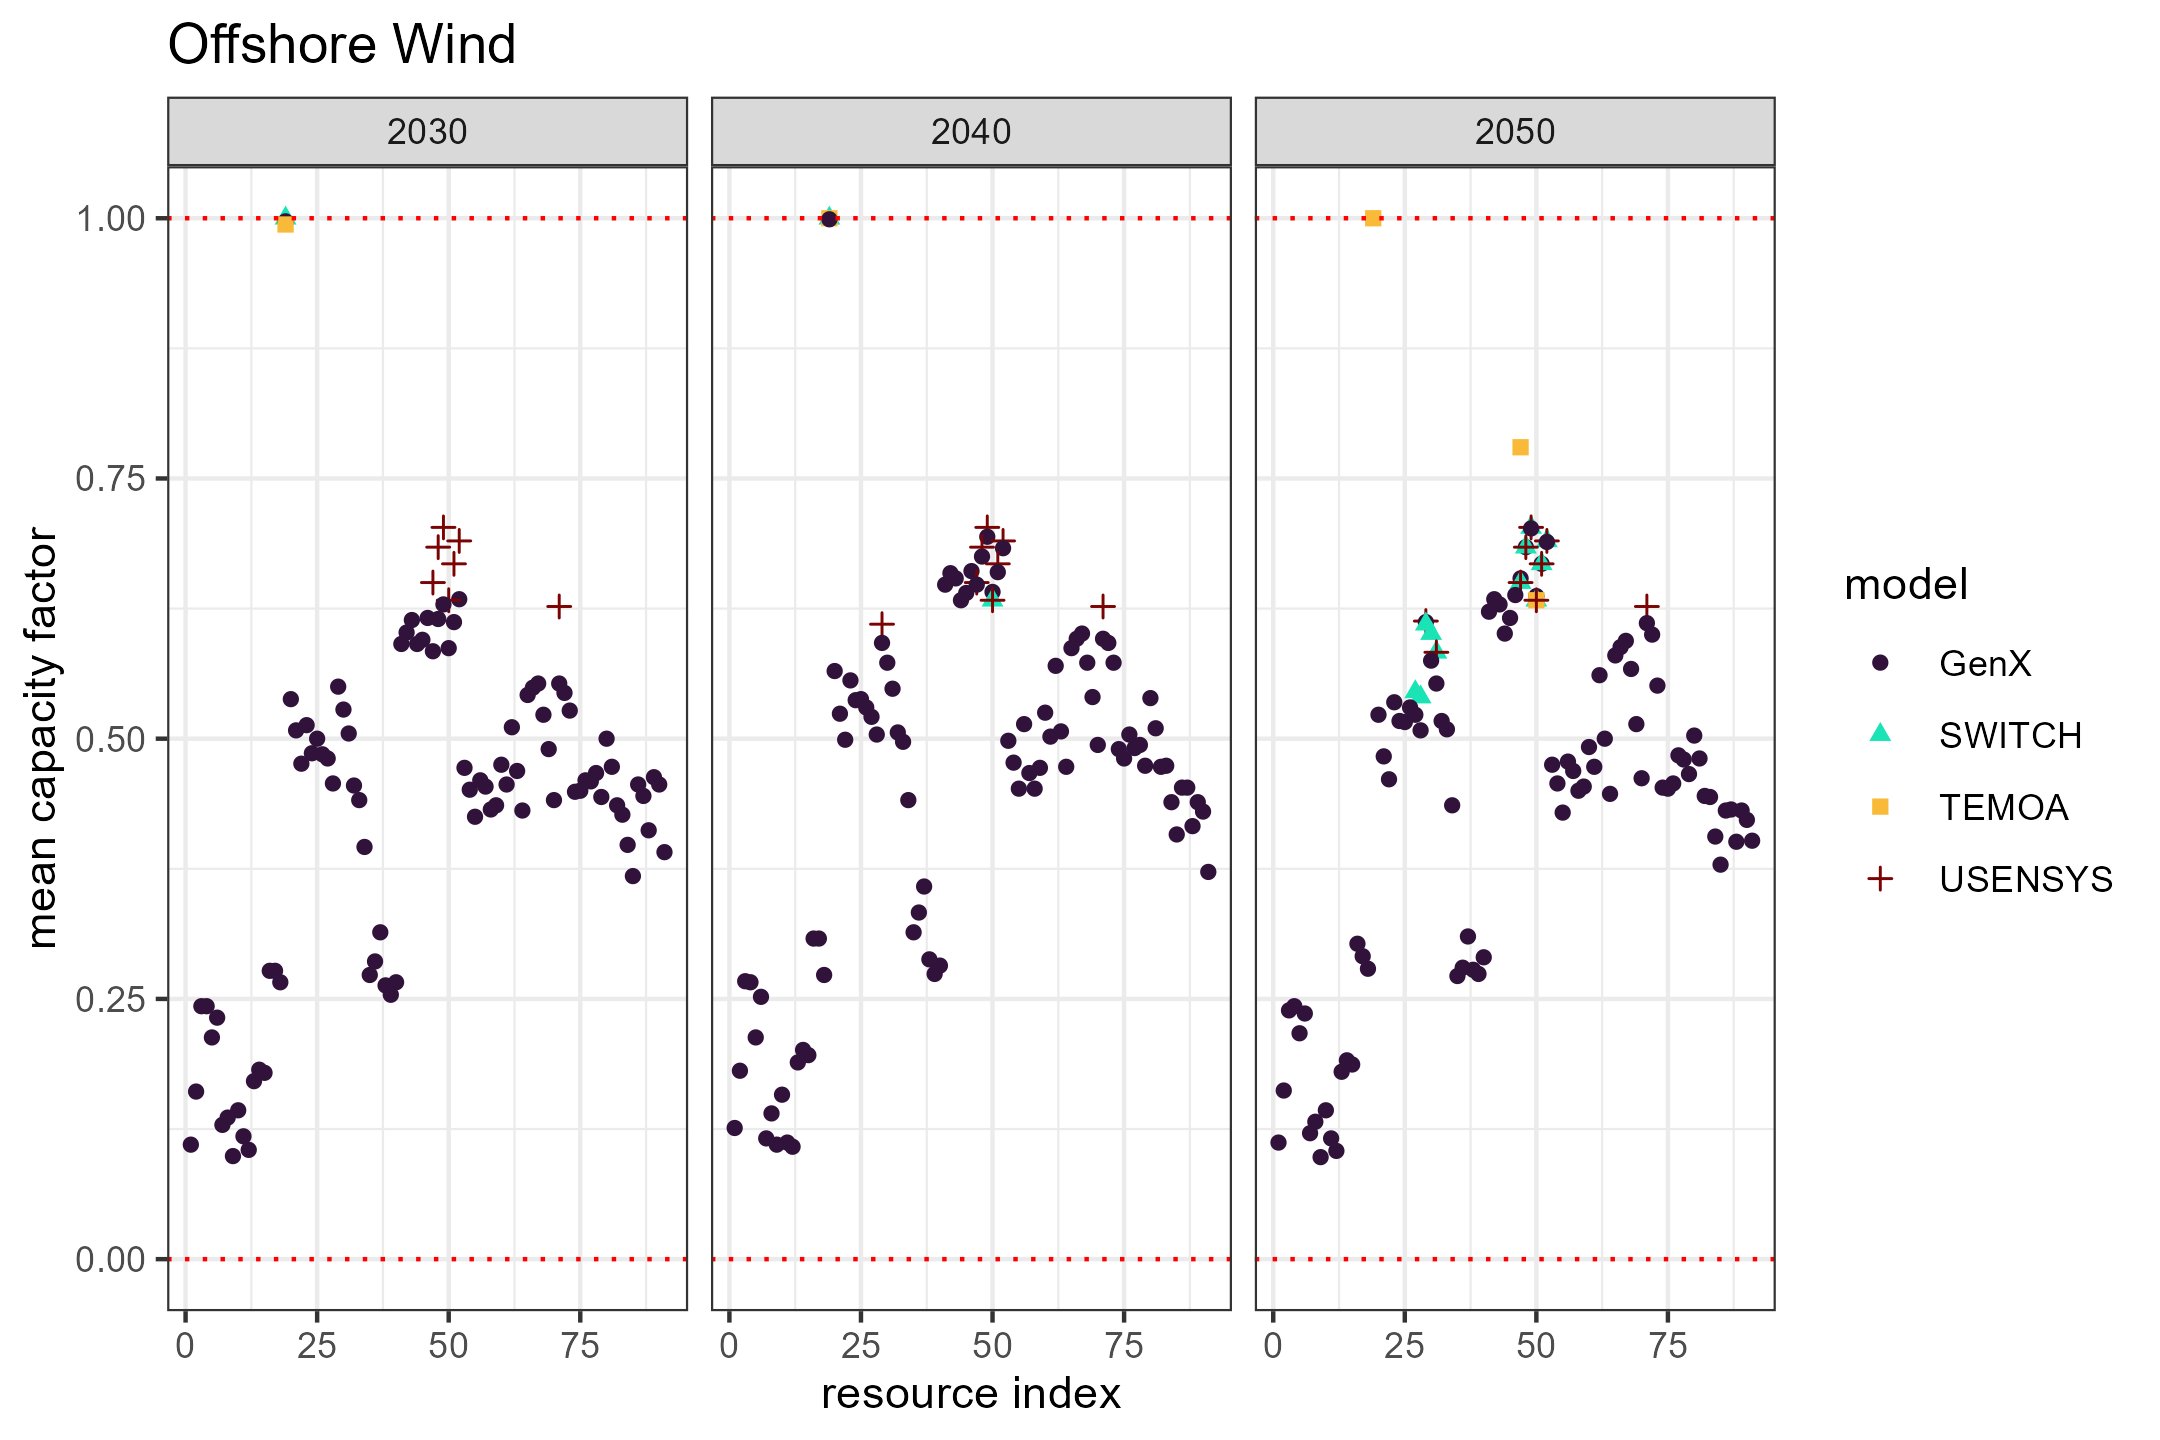 Offshore Wind
2030 2040 2050
1.00
0.75
0.50
0.25
0.00
mean capacity factor
0 25 50 75 0 25 50 75 0 25 50 75
resource index
model
GenX
SWITCH
TEMOA
USENSYS